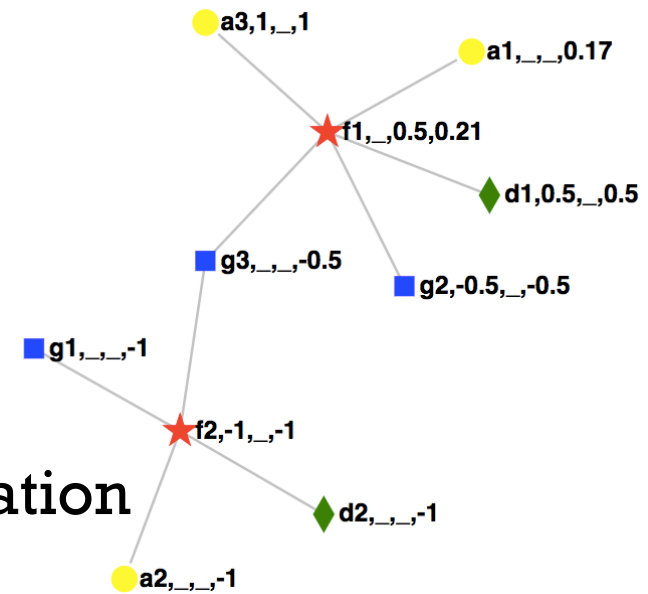 a3,1,_,1
a1,_,_,0.17
f1,_,0.5,0.21
d1,0.5,_,0.5
g3,_,_,-0.5
g2,-0.5,_,-0.5
g1,_,_,-1
f2,-1,_,-1
ation
d2,_,_,-1
a2,_,_,-1